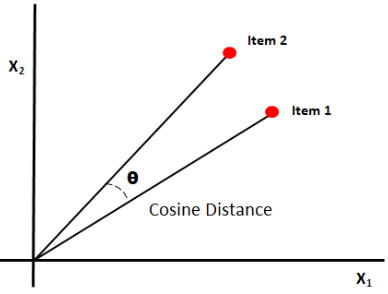 Item 2
X2
Item 1
θ
Cosine Distance
X1